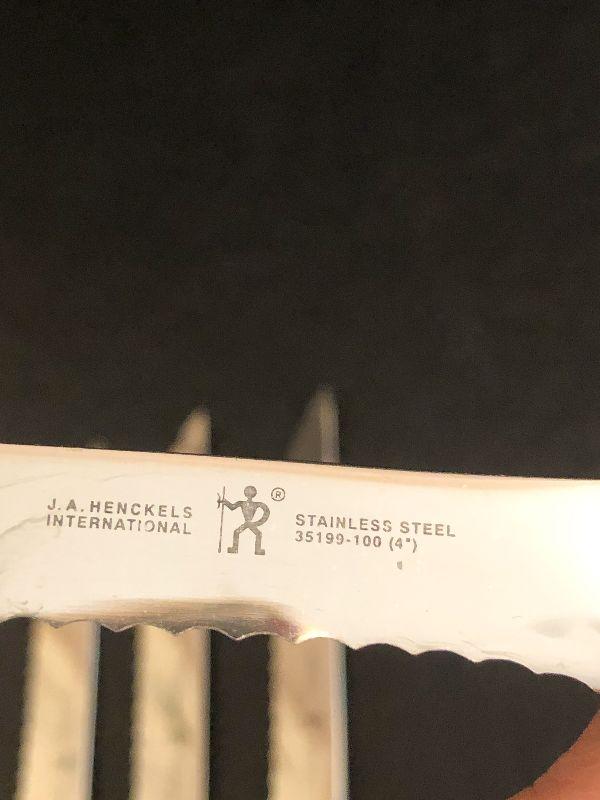 J.A. HENCKELS
INTERNATIONAL
®
STAINLESS STEEL
35199-100 (4")